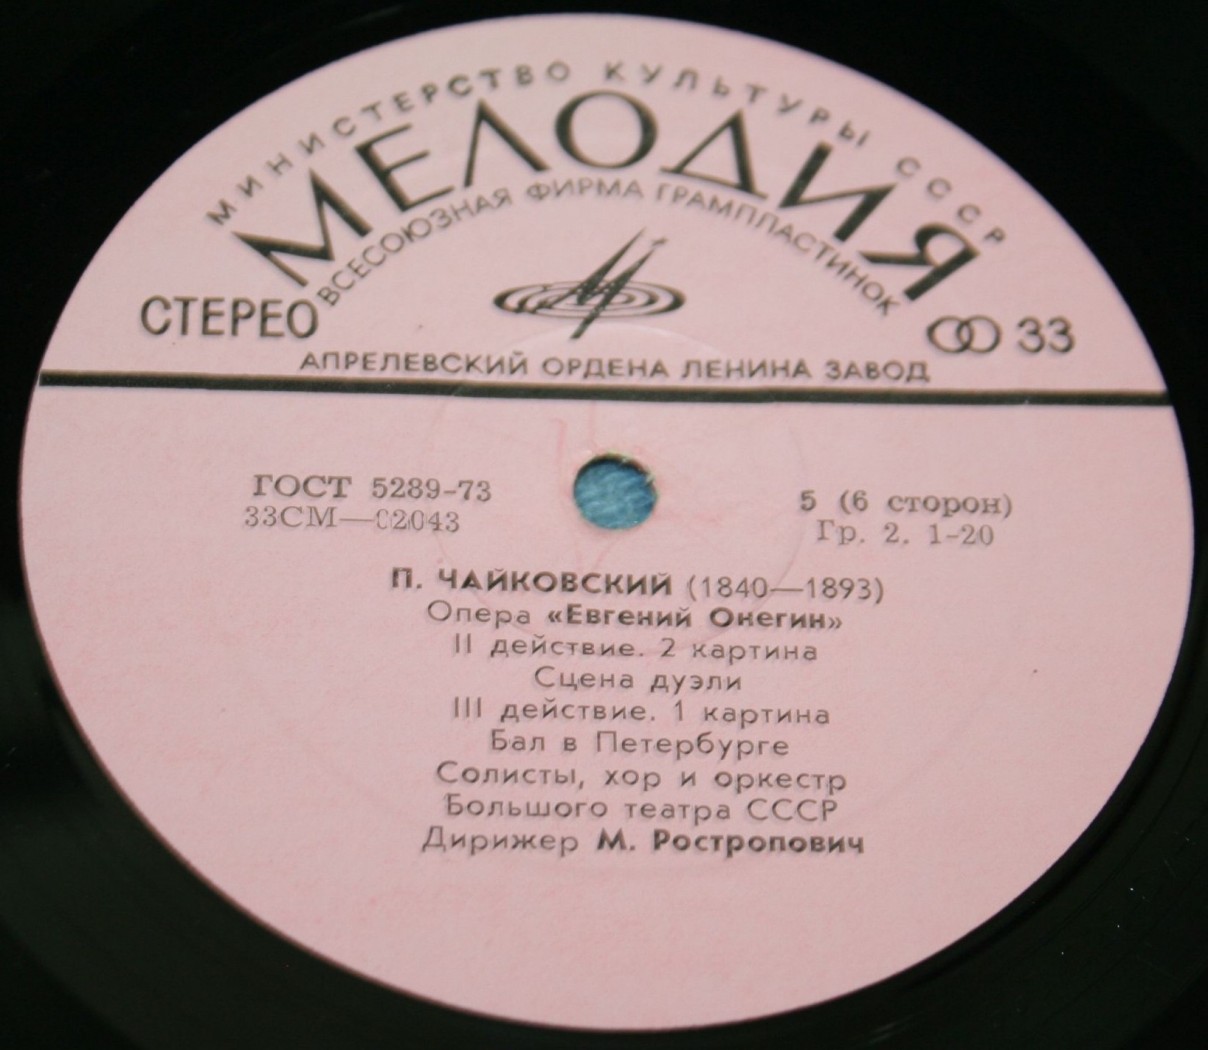 МИНИСТЕРСТВО КУЛЬТУРЫ СССР
МЕЛОДИЯ
ВСЕСОЮЗНАЯ ФИРМА ГРАМПЛАСТИНОК
СТЕРЕО
33
АПРЕЛЕВСКИЙ ОРДЕНА ЛЕНИНА ЗАВОД
ГОСТ 5289-73
33СМ—02043
5 (6 сторон)
Гр. 2. 1-20
П. ЧАЙКОВСКИЙ (1840—1893)
Опера «Евгений Онегин»
II действие. 2 картина
Сцена дуэли
III действие. 1 картина
Бал в Петербурге
Солисты, хор и оркестр
Большого театра СССР
Дирижер М. Ростропович